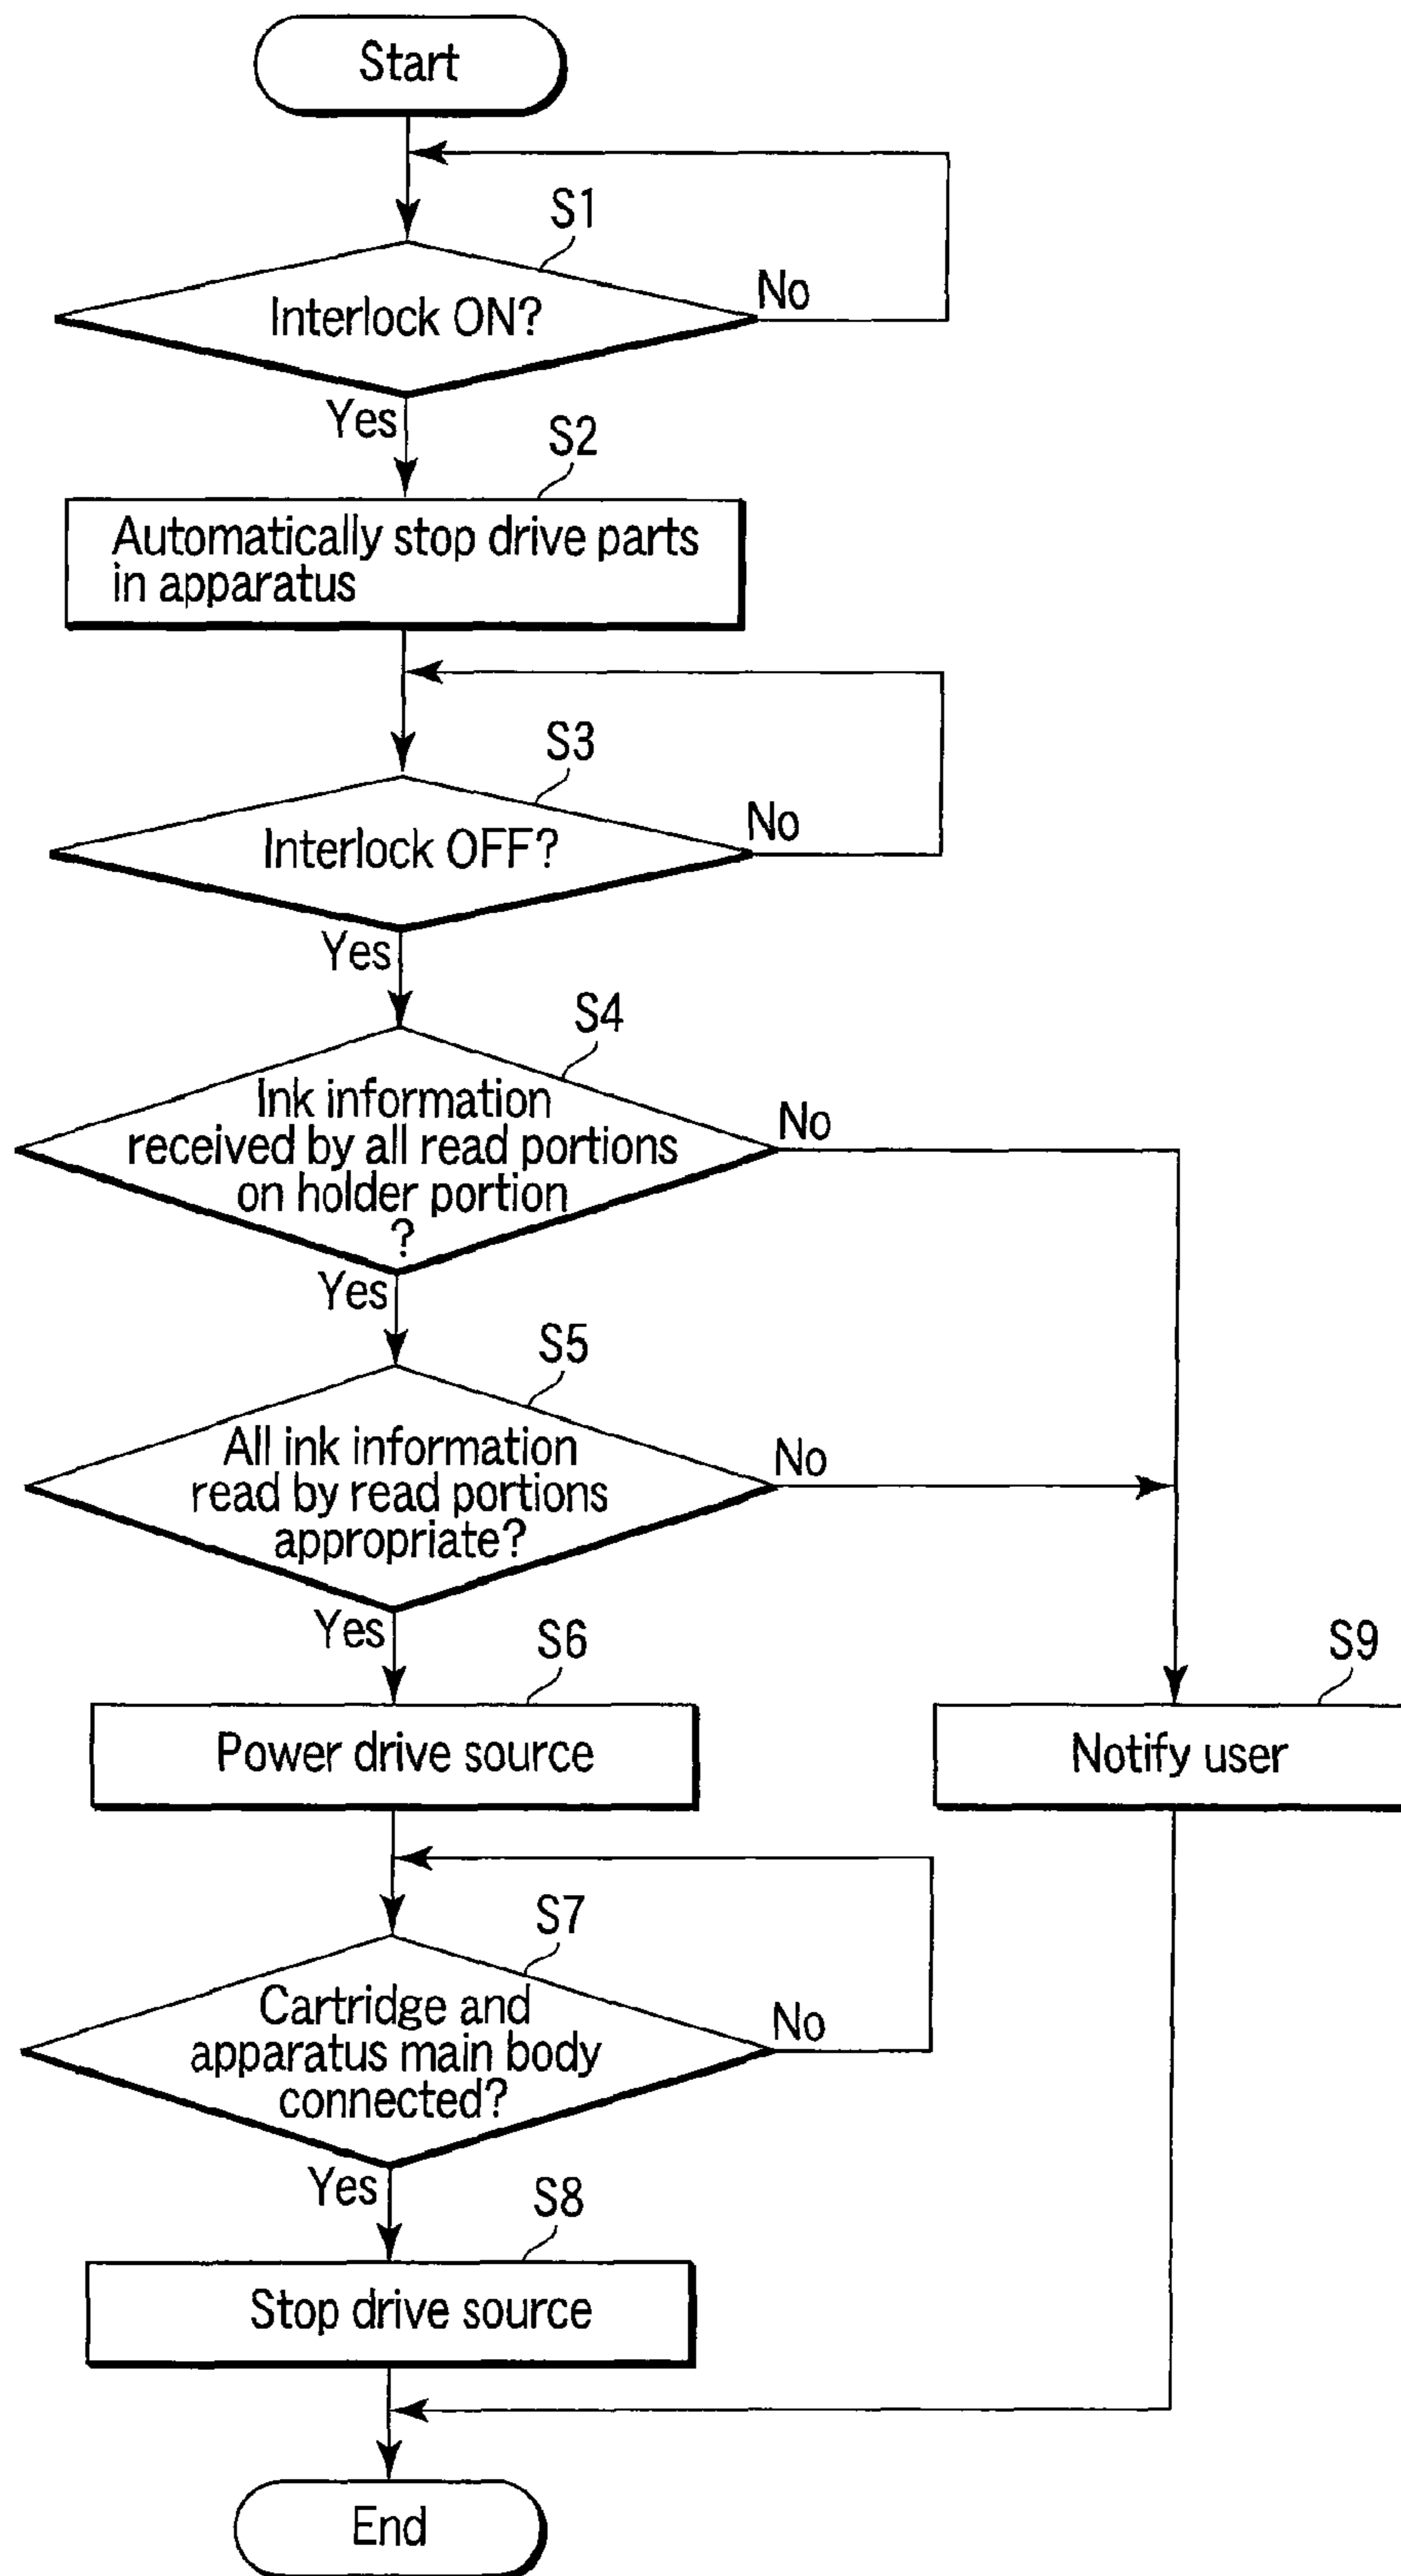 Start
S1
Interlock ON?
No
Yes
S2
Automatically stop drive parts
in apparatus
S3
Interlock OFF?
No
Yes
S4
Ink information
received by all read portions
on holder portion
?
No
Yes
S5
All ink information
read by read portions
appropriate?
No
Yes
S6
Power drive source
S9
Notify user
S7
Cartridge and
apparatus main body
connected?
No
Yes
S8
Stop drive source
End